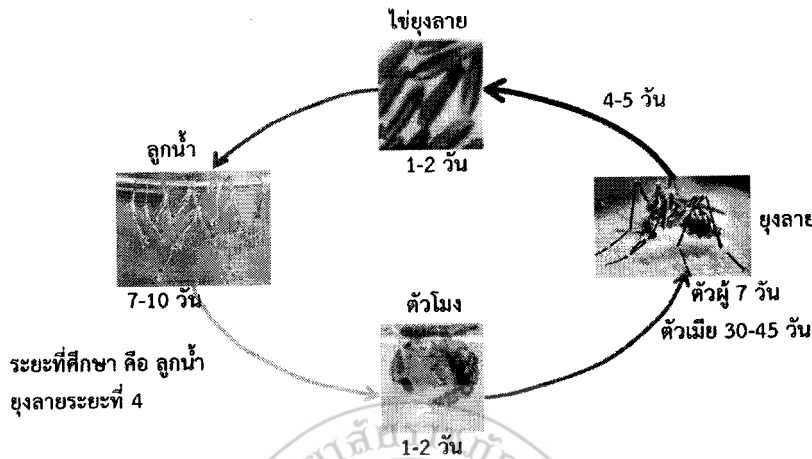 ไข่ยุงลาย
4-5 วัน
1-2 วัน
ลูกน้ำ
7-10 วัน
ยุงลาย
ตัวผู้ 7 วัน
ตัวเมีย 30-45 วัน
ตัวโมง
1-2 วัน
ระยะที่ศึกษา คือ ลูกน้ำ
ยุงลายระยะที่ 4